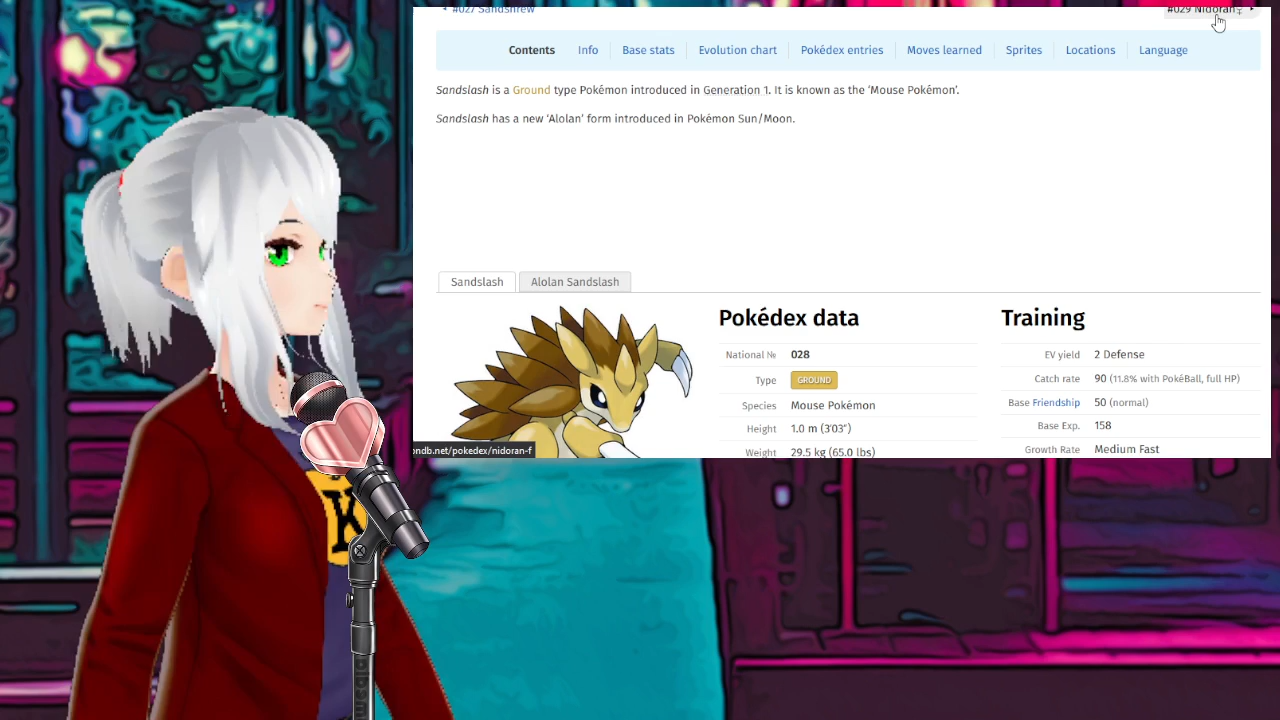 #027 Sandshrew
#029 Nidoran♀
Contents Info Base stats Evolution chart Pokédex entries Moves learned Sprites Locations Language
Sandslash is a Ground type Pokémon introduced in Generation 1. It is known as the ‘Mouse Pokémon’.
Sandslash has a new ‘Alolan’ form introduced in Pokémon Sun/Moon.
Sandslash Alolan Sandslash
Pokédex data
National № 028
Type GROUND
Species Mouse Pokémon
Height 1.0 m (3′03″)
Weight 29.5 kg (65.0 lbs)
Training
EV yield 2 Defense
Catch rate 90 (11.8% with PokéBall, full HP)
Base Friendship 50 (normal)
Base Exp. 158
Growth Rate Medium Fast
ndb.net/pokedex/nidoran-f
K